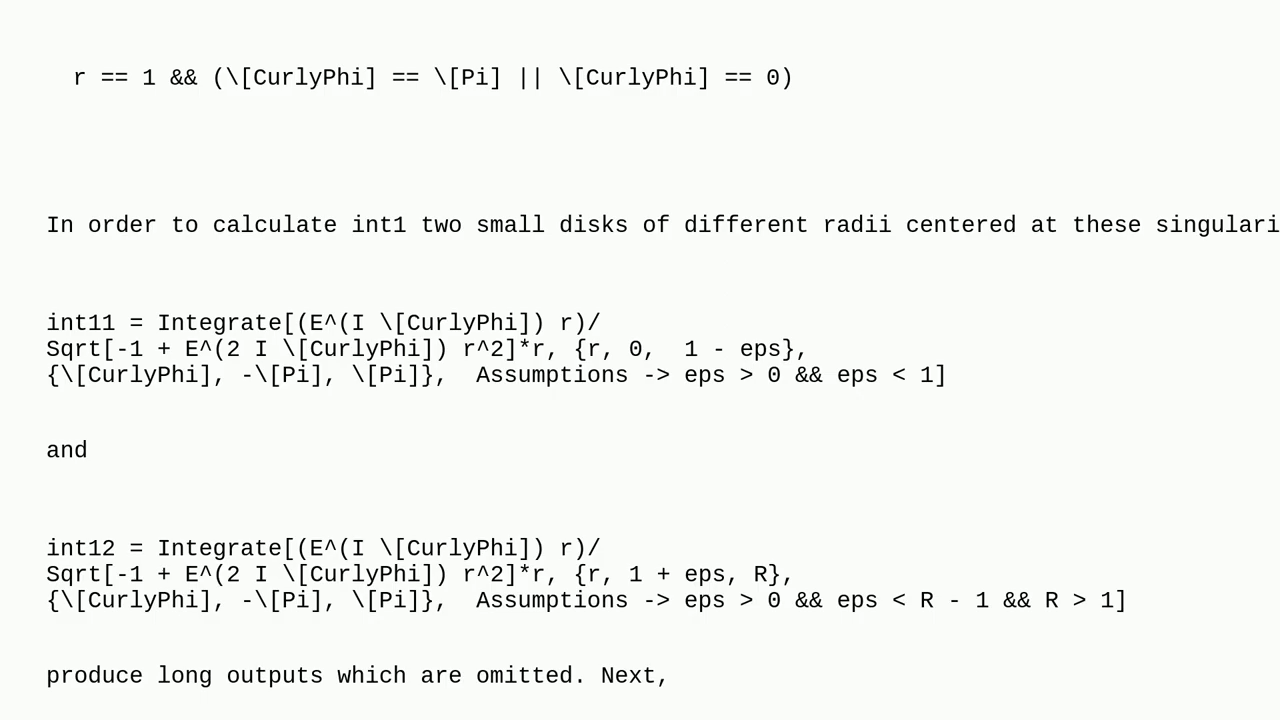 r == 1 && (\[CurlyPhi] == \[Pi] || \[CurlyPhi] == 0)
In order to calculate int1 two small disks of different radii centered at these singulari
int11 = Integrate[(E^(I \[CurlyPhi]) r)/
Sqrt[-1 + E^(2 I \[CurlyPhi]) r^2]*r, {r, 0,  1 - eps},
{\[CurlyPhi], -\[Pi], \[Pi]},  Assumptions -> eps > 0 && eps < 1]
and
int12 = Integrate[(E^(I \[CurlyPhi]) r)/
Sqrt[-1 + E^(2 I \[CurlyPhi]) r^2]*r, {r, 1 + eps, R},
{\[CurlyPhi], -\[Pi], \[Pi]},  Assumptions -> eps > 0 && eps < R - 1 && R > 1]
produce long outputs which are omitted. Next,